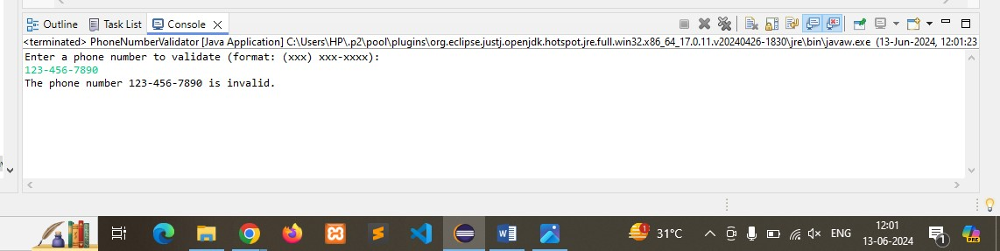 Outline Task List Console
<terminated> PhoneNumberValidator [Java Application] C:\Users\HP\.p2\pool\plugins\org.eclipse.justj.openjdk.hotspot.jre.full.win32.x86_64_17.0.11.v20240426-1830\jre\bin\javaw.exe (13-Jun-2024, 12:01:23
Enter a phone number to validate (format: (xxx) xxx-xxxx):
123-456-7890
The phone number 123-456-7890 is invalid.
1 31°C ENG 12:01 1 PRE
13-06-2024